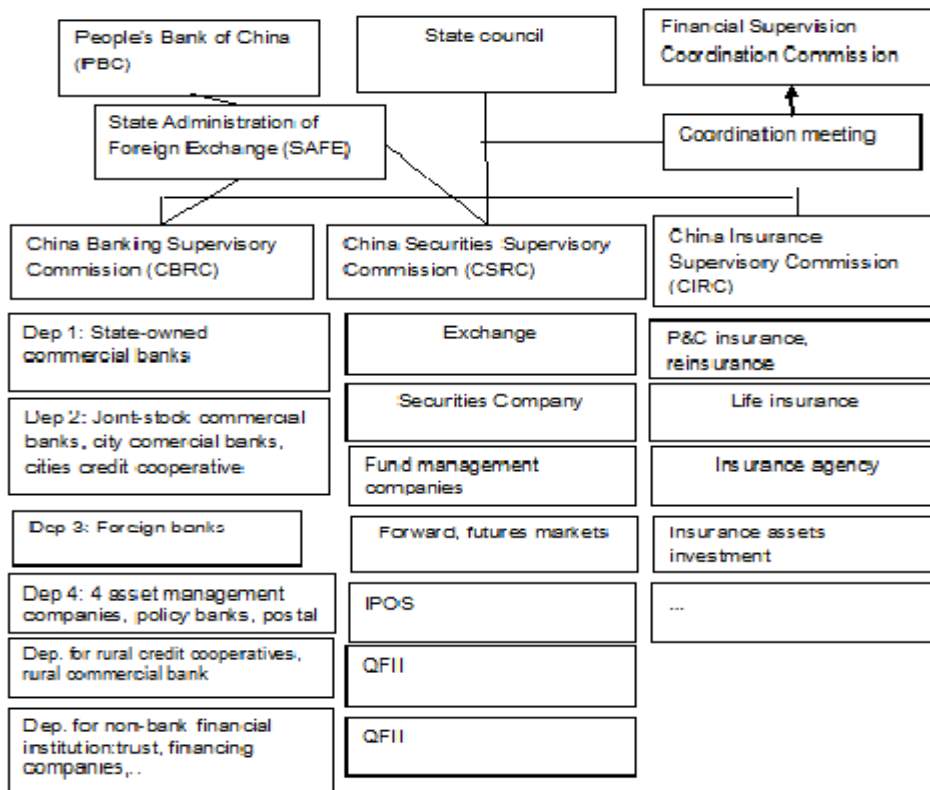 People's Bank of China
(PBC)
State council
Financial Supervision
Coordination Commission
State Administration of
Foreign Exchange (SAFE)
Coordination meeting
China Banking Supervisory
Commission (CBRC)
China Securities Supervisory
Commission (CSIRC)
China Insurance
Supervisory Commission
(CIRC)
Dep 1: State-owned
commercial banks
Dep 2: Joint-stock commercial
banks, city comercial banks,
cities credit cooperative
Dep 3: Foreign banks
Dep 4: 4 asset management
companies, policy banks, postal
Dep. for rural credit cooperatives,
rural commercial bank
Dep. for non-bank financial
institution:trust, financing
companies,..
Exchange
Securities Company
Fund management
companies
Forward, futures markets
IPOS
QFII
QFII
P&C insurance,
reinsurance
Life insurance
Insurance agency
Insurance assets
investment
...